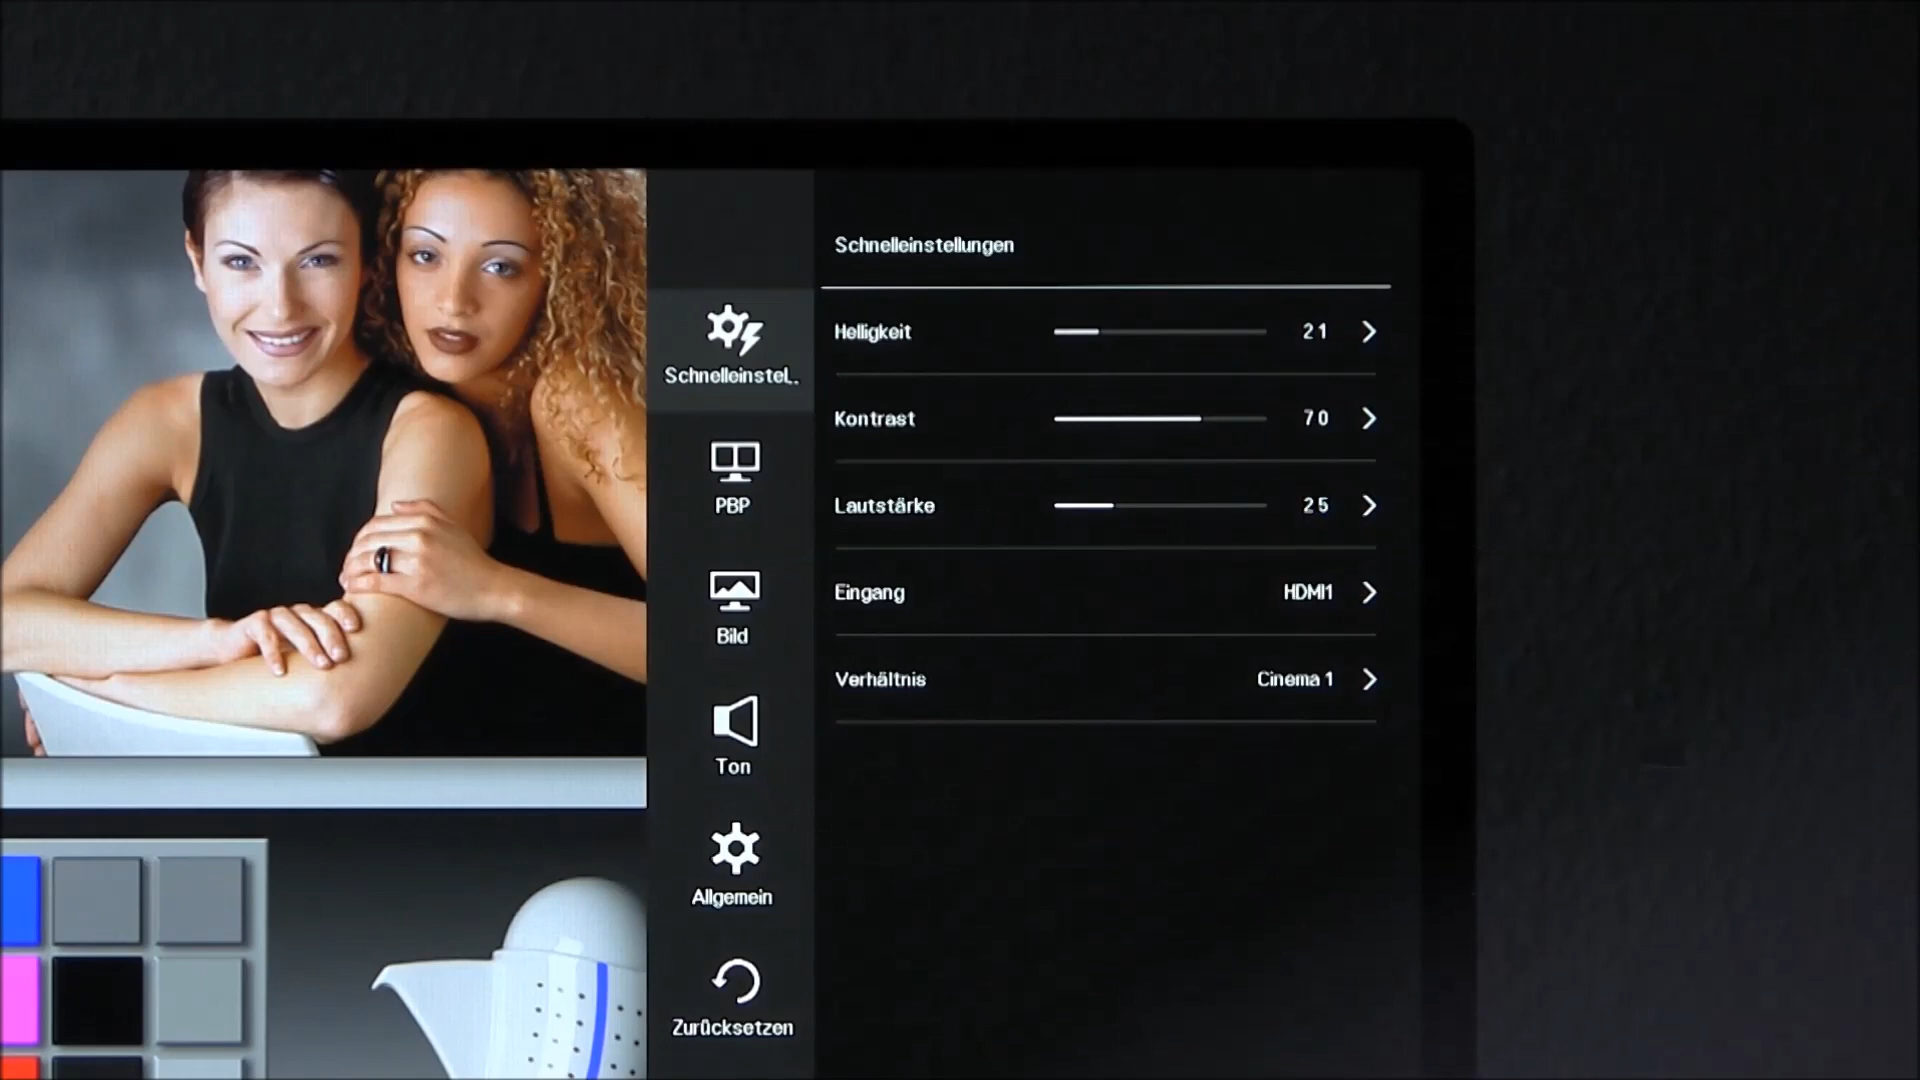 Schnelleinstellungen
Schnelleinstel..
Helligkeit 21
Kontrast 70
PBP
Lautstärke 25
Eingang HDMI1
Bild
Verhältnis Cinema 1
Ton
Allgemein
Zurücksetzen